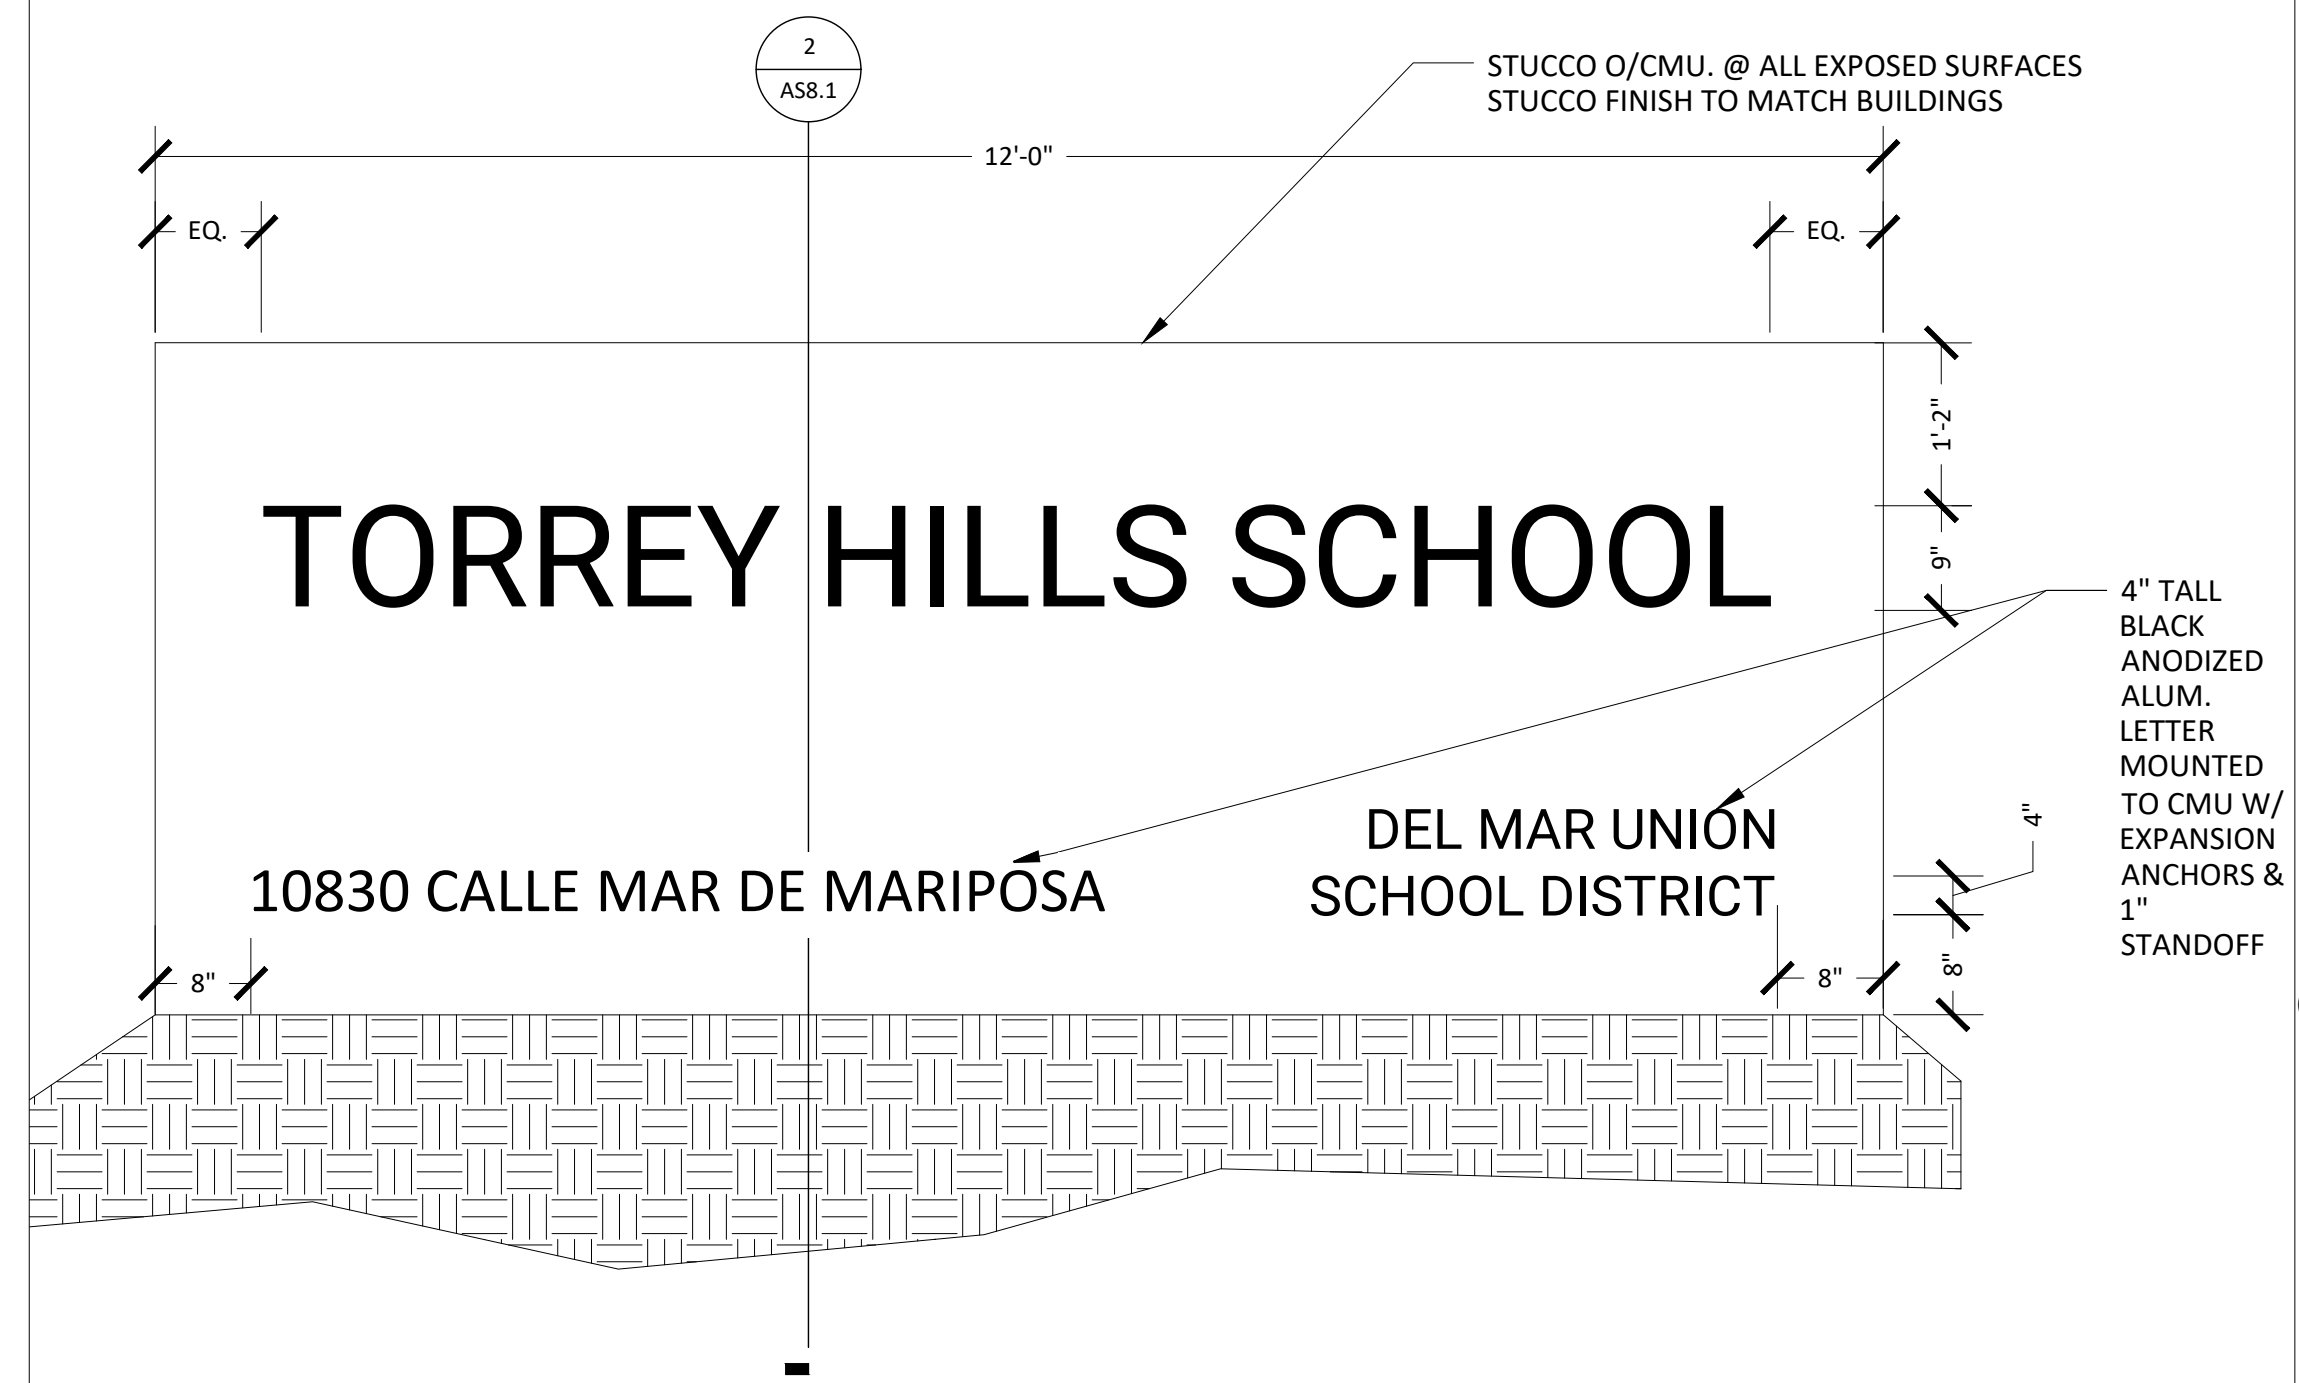 2
AS8.1
STUCCO O/CMU. @ ALL EXPOSED SURFACES
STUCCO FINISH TO MATCH BUILDINGS
12'-0"
EQ.
EQ.
1'-2"
TORREY HILLS SCHOOL
9"
4" TALL
BLACK
ANODIZED
ALUM.
LETTER
MOUNTED
TO CMU W/
EXPANSION
ANCHORS &
1"
STANDOFF
4"
DEL MAR UNION
SCHOOL DISTRICT
10830 CALLE MAR DE MARIPOSA
8"
8"
8"